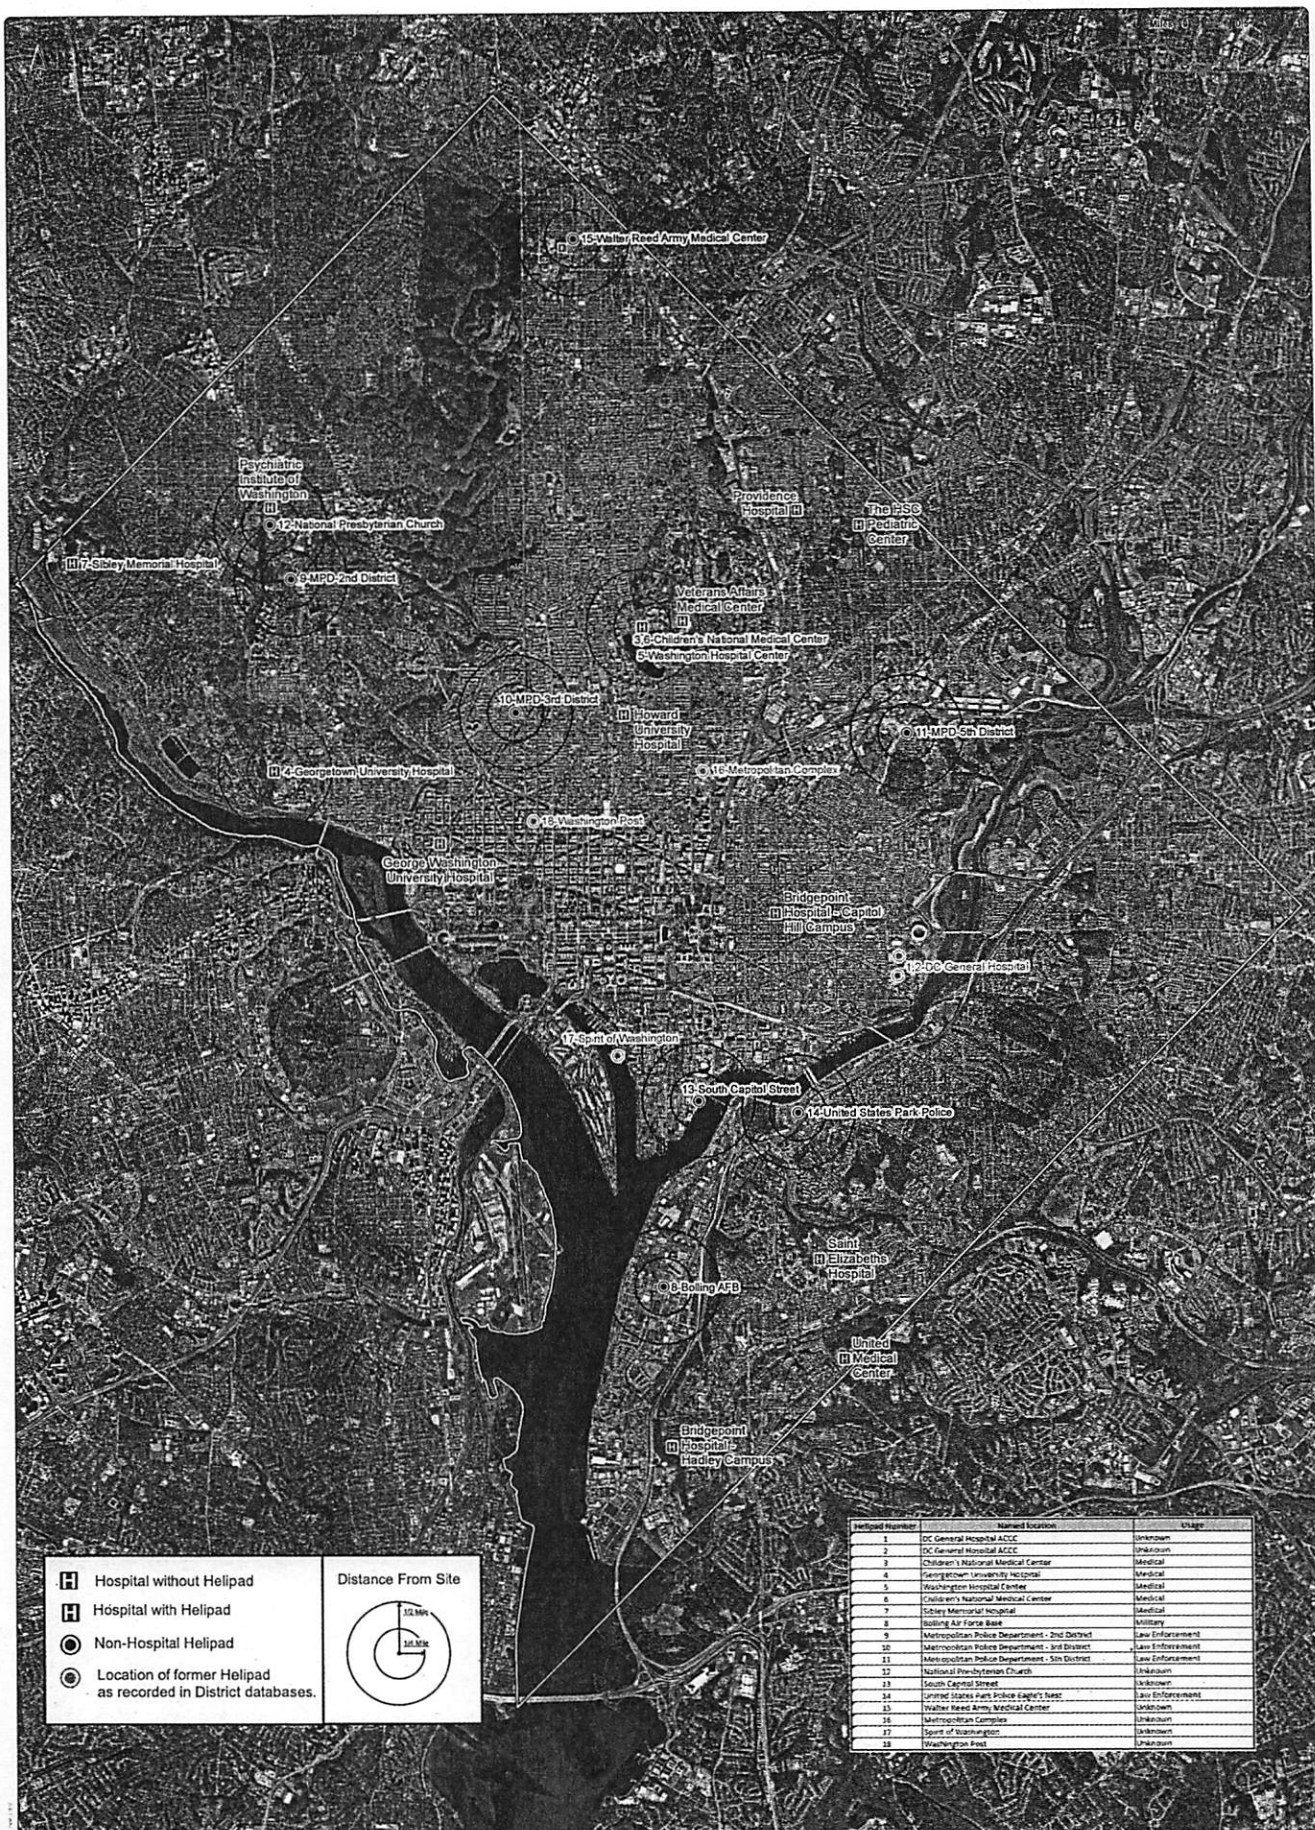 15-Walter Reed Army Medical Center
Psychiatric
Institute of
Washington
H
12-National Presbyterian Church
Providence
Hospital H
The HSC
H Pediatric
Center
H 7-Sibley Memorial Hospital
9-MPD-2nd District
Veterans Affairs
Medical Center
H
H
3,6-Children's National Medical Center
5-Washington Hospital Center
10-MPD-3rd District
H Howard
University
Hospital
11-MPD-5th District
H 4-Georgetown University Hospital
16-Metropolitan Complex
18-Washington Post
H
George Washington
University Hospital
Bridgepoint
H Hospital - Capitol
Hill Campus
1,2-DC General Hospital
17-Spirit of Washington
13-South Capitol Street
14-United States Park Police
Saint
H Elizabeths
Hospital
8-Bolling AFB
United
H Medical
Center
Bridgepoint
H Hospital -
Hadley Campus
H Hospital without Helipad
H Hospital with Helipad
Non-Hospital Helipad
Location of former Helipad
as recorded in District databases.
Distance From Site
1/2 Mile
1/4 Mile
Helipad Number Named location Usage
1 DC General Hospital ACCC Unknown
2 DC General Hospital ACCC Unknown
3 Children's National Medical Center Medical
4 Georgetown University Hospital Medical
5 Washington Hospital Center Medical
6 Children's National Medical Center Medical
7 Sibley Memorial Hospital Medical
8 Bolling Air Force Base Military
9 Metropolitan Police Department - 2nd District Law Enforcement
10 Metropolitan Police Department - 3rd District Law Enforcement
11 Metropolitan Police Department - 5th District Law Enforcement
12 National Presbyterian Church Unknown
13 South Capitol Street Unknown
14 United States Park Police Eagle's Nest Law Enforcement
15 Walter Reed Army Medical Center Unknown
16 Metropolitan Complex Unknown
17 Spirit of Washington Unknown
18 Washington Post Unknown